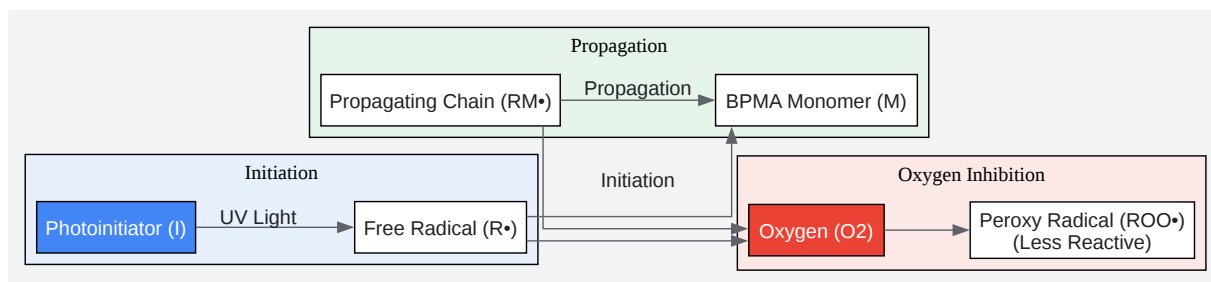 Propagation
Propagating Chain (RM•)
Propagation
BPMA Monomer (M)
Initiation
Photoinitiator (I)
UV Light
Free Radical (R•)
Initiation
Oxygen Inhibition
Oxygen (O2)
Peroxy Radical (ROO•)
(Less Reactive)